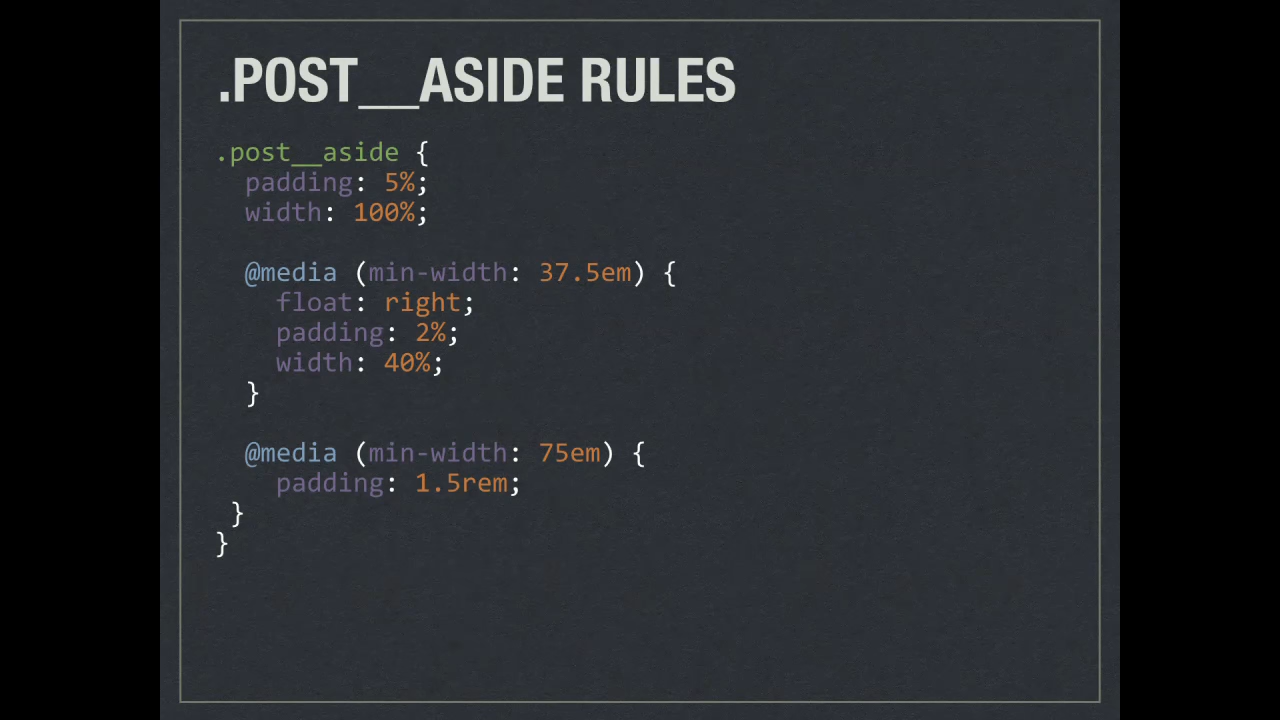 .POST__ASIDE RULES
.post__aside {
padding: 5%;
width: 100%;
@media (min-width: 37.5em) {
float: right;
padding: 2%;
width: 40%;
}
@media (min-width: 75em) {
padding: 1.5rem;
}
}